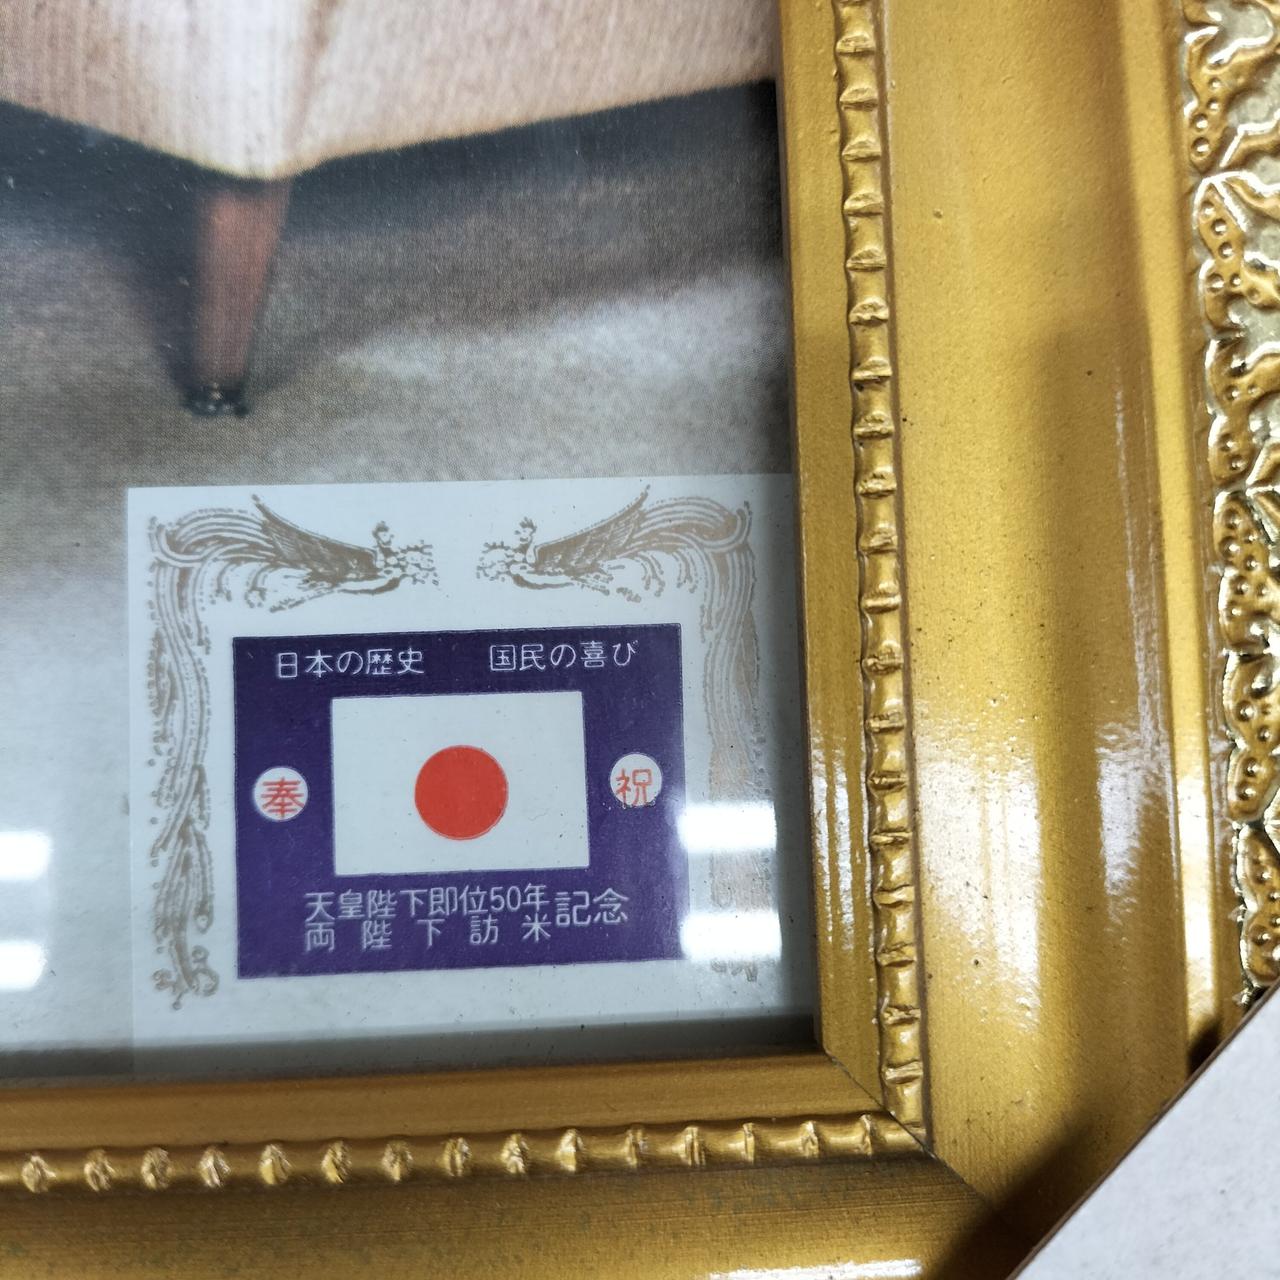 日本の歴史 国民の喜び
奉 祝
天皇陛下即位50年記念
両陛下訪米